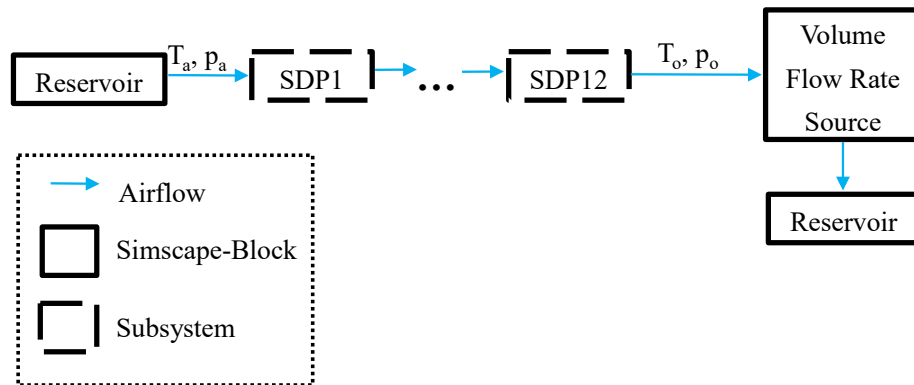 Reservoir
Tₐ, pₐ
SDP1
...
SDP12
Tₒ, pₒ
Volume
Flow Rate
Source
Reservoir
Airflow
Simscape-Block
Subsystem